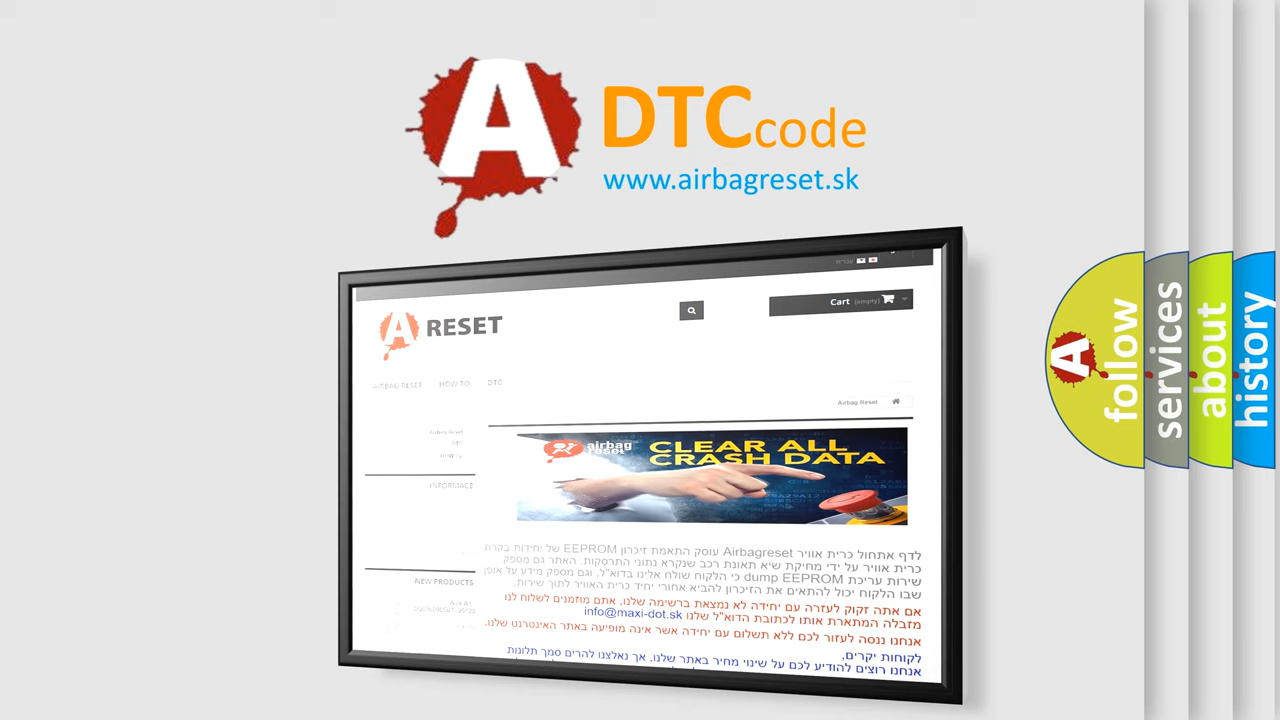 A
DTC code
www.airbagreset.sk
עברית
Cart (empty)
A RESET
AIRBAG RESET HOW TO DTC
Airbag Reset
Airbag Reset
HOW TO
INFORMACE
NEW PRODUCTS
airbag
reset
CLEAR ALL
CRASH DATA
לדף אתחול כרית אוויר Airbagreset עוסק התאמת זיכרון EEPROM של יחידות בקרת
כרית אוויר על ידי מחיקת שיא תאונת רכב שנקרא נתוני התרסקות. האתר גם מספק
שירות עריכת dump EEPROM כי הלקוח שולח אלינו בדוא"ל, וגם מספק מידע על אופן
שבו הלקוח יכול להתאים את הזיכרון להביא אחורי יחיד כרית האוויר לתוך שירות.
אם אתה זקוק לעזרה עם יחידה לא נמצאת ברשימה שלנו, אתם מוזמנים לשלוח לנו
מזבלה המתארת אותו לכתובת הדוא"ל שלנו info@maxi-dot.sk
אנחנו ננסה לעזור לכם ללא תשלום עם יחידה אשר אינה מופיעה באתר האינטרנט שלנו.
לקוחות יקרים,
אנחנו רוצים להודיע לכם על שינוי מחיר באתר שלנו, אך נאלצנו להרים סמך תלונות
A follow
services
about
history